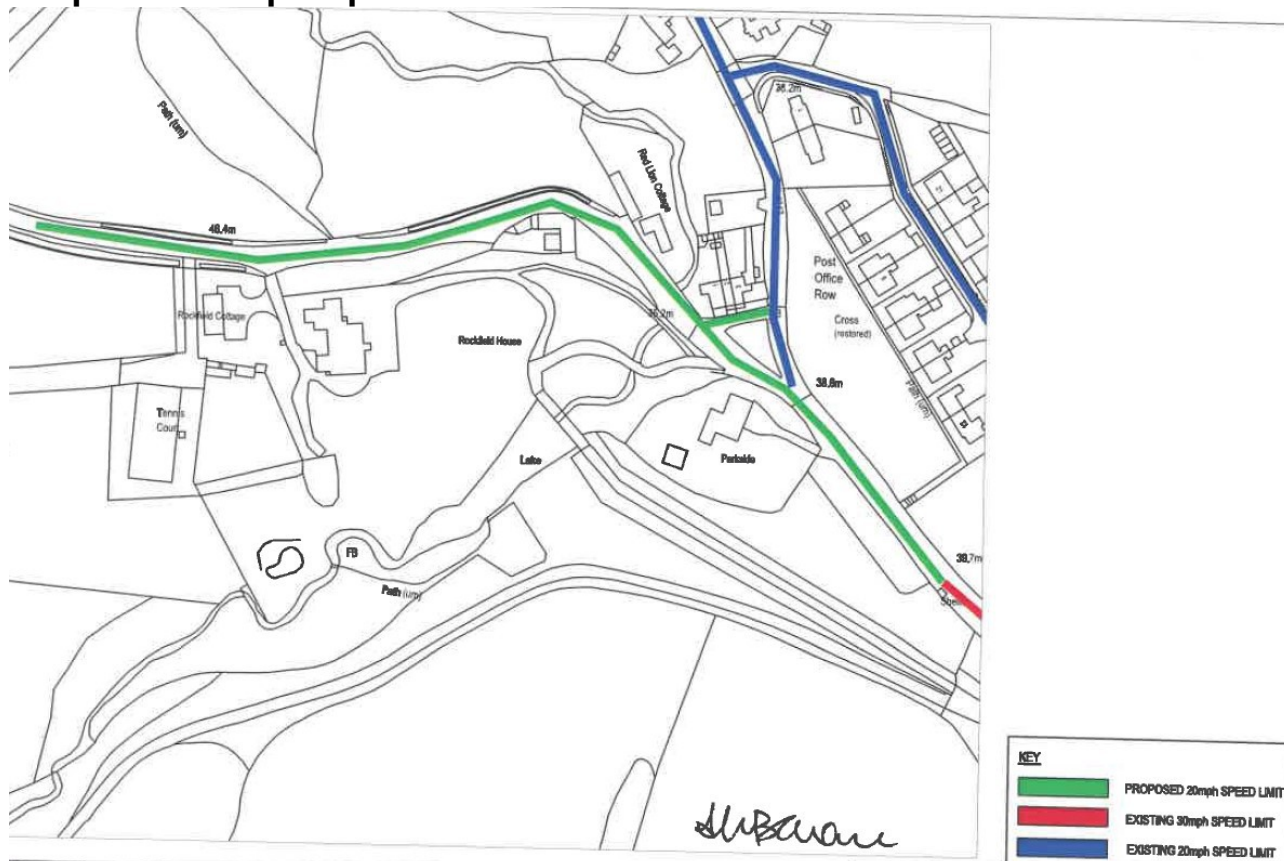 Path (um)
38.2m
Red Lion Cottage
48.4m
Post
Office
Row
Cross
(restored)
Rockfield Cottage
Rockfield House
38.2m
38.8m
Path (um)
Tennis
Court
Lake
Parkside
FB
Path (um)
38.7m
KEY
PROPOSED 20mph SPEED LIMIT
EXISTING 30mph SPEED LIMIT
EXISTING 20mph SPEED LIMIT